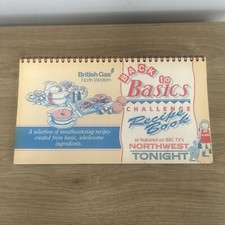 British Gas
North Western
BACK to
Basics
CHALLENGE
Recipe
Book
A selection of mouthwatering recipes
created from basic, wholesome
ingredients.
as featured on BBC TV's
NORTHWEST
TONIGHT